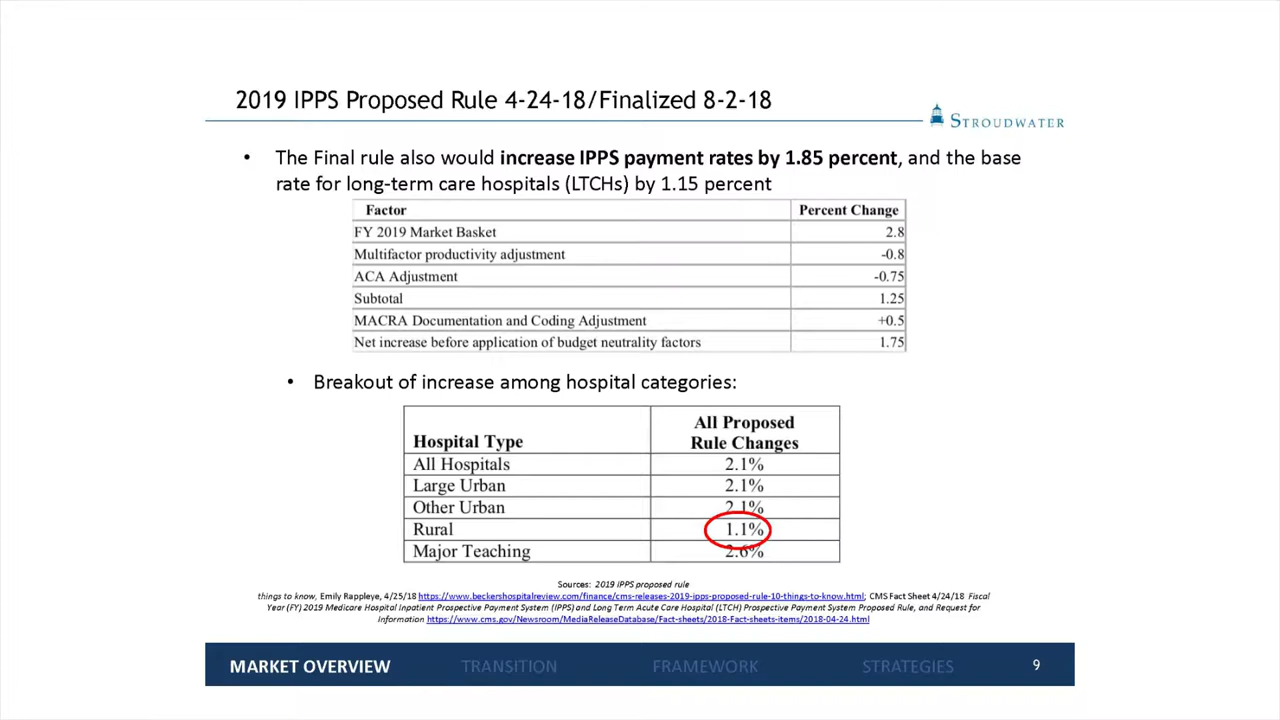 2019 IPPS Proposed Rule 4-24-18/Finalized 8-2-18
STROUDWATER
• The Final rule also would increase IPPS payment rates by 1.85 percent, and the base
rate for long-term care hospitals (LTCHs) by 1.15 percent
Factor Percent Change
FY 2019 Market Basket 2.8
Multifactor productivity adjustment -0.8
ACA Adjustment -0.75
Subtotal 1.25
MACRA Documentation and Coding Adjustment +0.5
Net increase before application of budget neutrality factors 1.75
• Breakout of increase among hospital categories:
All Proposed
Hospital Type Rule Changes
All Hospitals 2.1%
Large Urban 2.1%
Other Urban 2.1%
Rural 1.1%
Major Teaching 2.6%
Sources: 2019 IPPS proposed rule
things to know, Emily Rappleye, 4/25/18 https://www.beckershospitalreview.com/finance/cms-releases-2019-ipps-proposed-rule-10-things-to-know.html; CMS Fact Sheet 4/24/18 Fiscal
Year (FY) 2019 Medicare Hospital Inpatient Prospective Payment System (IPPS) and Long Term Acute Care Hospital (LTCH) Prospective Payment System Proposed Rule, and Request for
Information https://www.cms.gov/Newsroom/MediaReleaseDatabase/Fact-sheets/2018-Fact-sheets-items/2018-04-24.html
MARKET OVERVIEW TRANSITION FRAMEWORK STRATEGIES 9